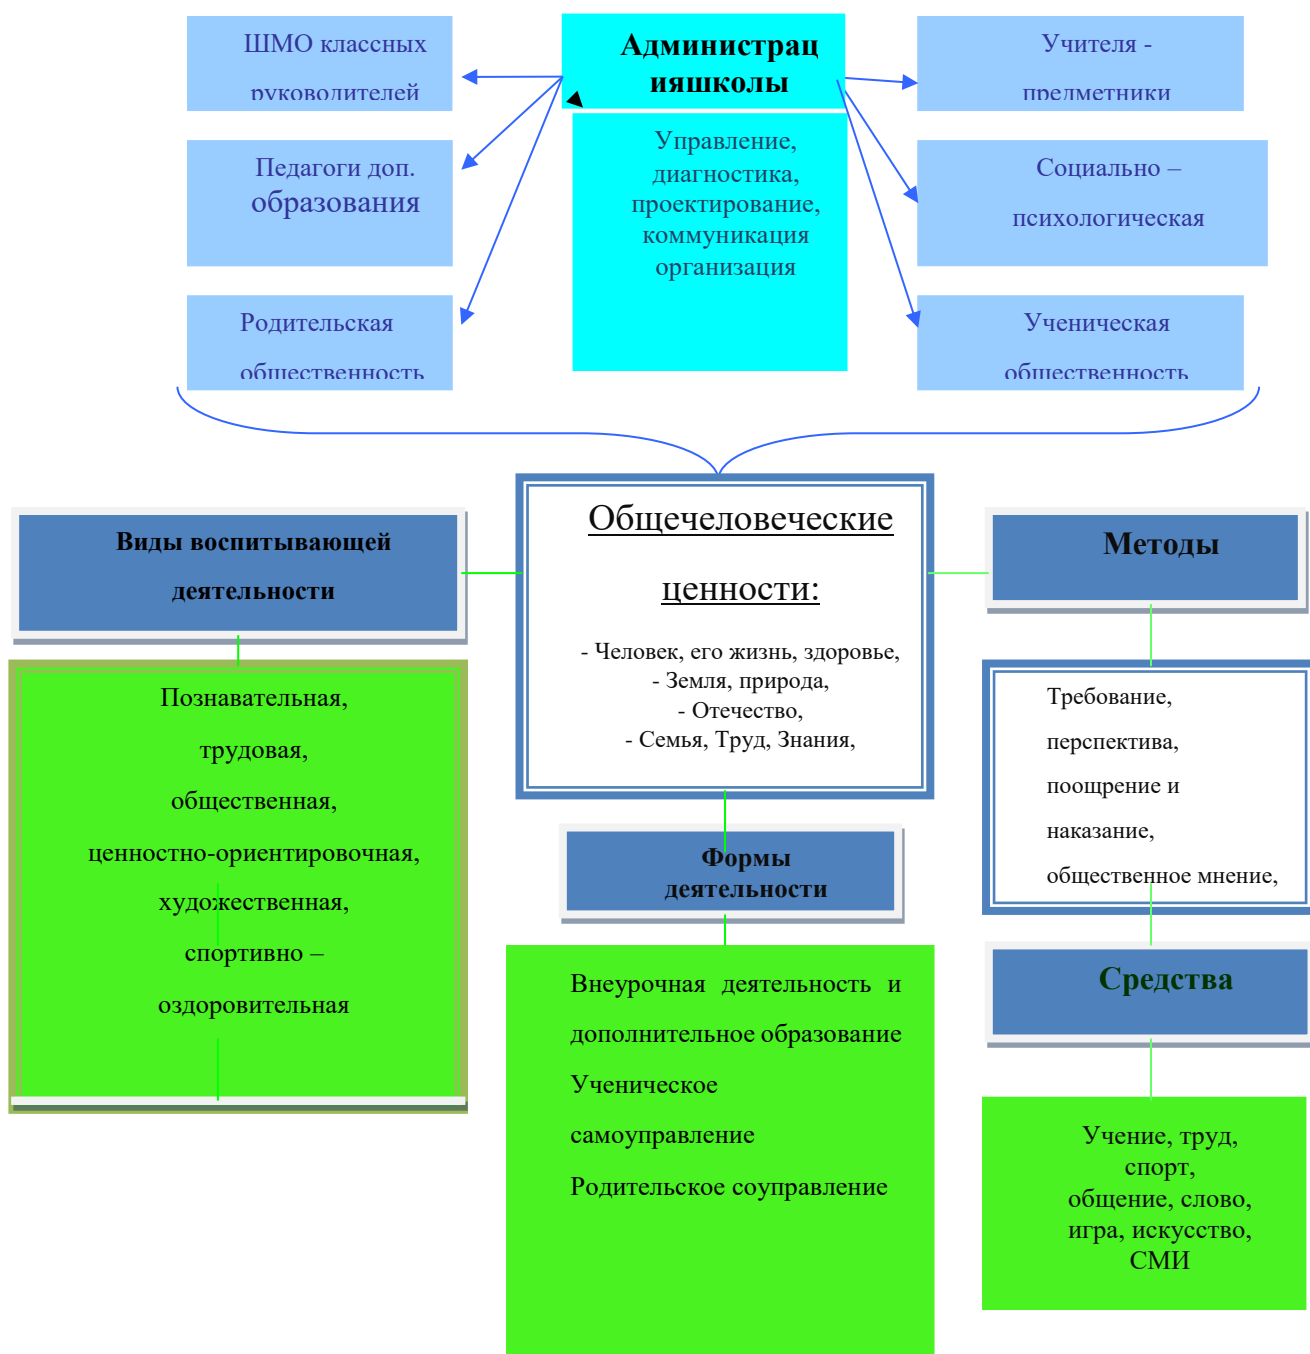 ШМО классных
руководителей
Администрац
ияшколы
Учителя -
предметники
Управление,
диагностика,
проектирование,
коммуникация
организация
Педагоги доп.
образования
Социально –
психологическая
Родительская
общественность
Ученическая
общественность
Общечеловеческие
ценности:
- Человек, его жизнь, здоровье,
- Земля, природа,
- Отечество,
- Семья, Труд, Знания,
Виды воспитывающей
деятельности
Методы
Познавательная,
трудовая,
общественная,
ценностно-ориентировочная,
художественная,
спортивно –
оздоровительная
Требование,
перспектива,
поощрение и
наказание,
общественное мнение,
Формы
деятельности
Средства
Внеурочная деятельность и
дополнительное образование
Ученическое
самоуправление
Родительское соуправление
Учение, труд,
спорт,
общение, слово,
игра, искусство,
СМИ